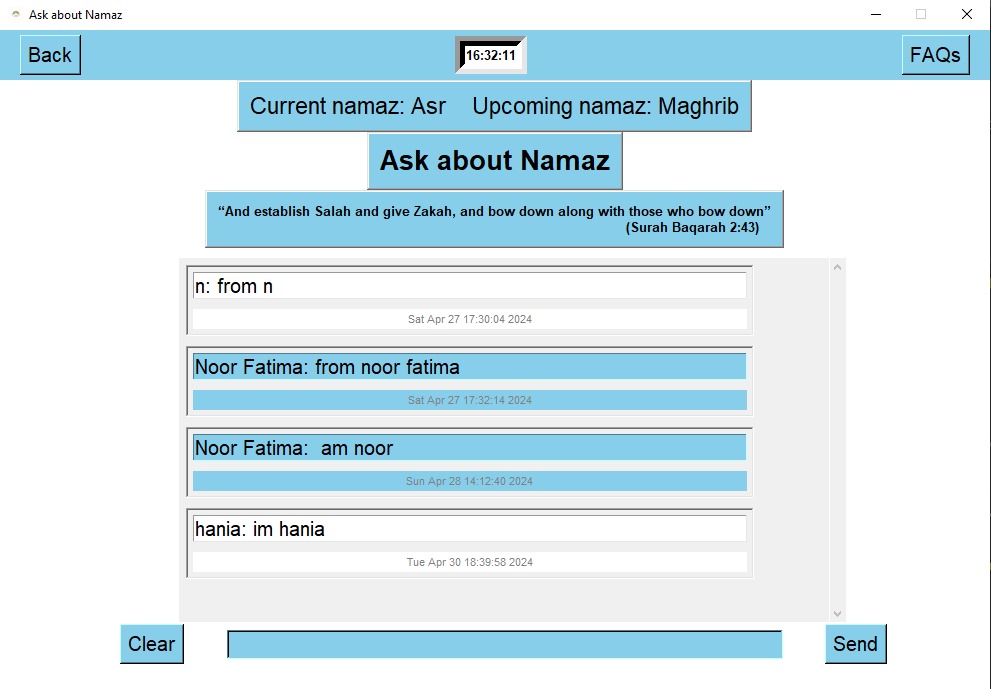 Ask about Namaz
Back
16:32:11
FAQs
Current namaz: Asr Upcoming namaz: Maghrib
Ask about Namaz
“And establish Salah and give Zakah, and bow down along with those who bow down”
(Surah Baqarah 2:43)
n: from n
Sat Apr 27 17:30:04 2024
Noor Fatima: from noor fatima
Sat Apr 27 17:32:14 2024
Noor Fatima:  am noor
Sun Apr 28 14:12:40 2024
hania: im hania
Tue Apr 30 18:39:58 2024
Clear
Send